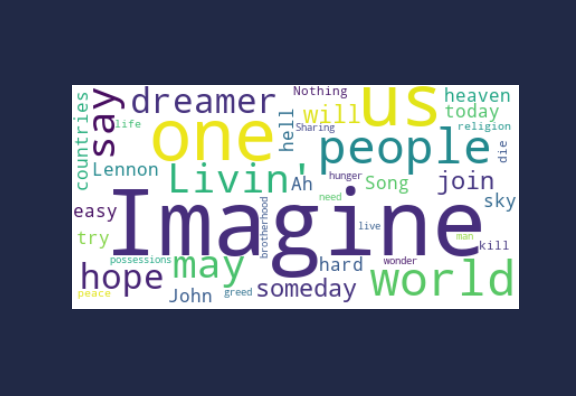 countries
say
life
dreamer
one
hell
Nothing
Sharing
will
us
heaven
today
religion
people
die
Lennon
Livin'
Ah
hunger
Song
join
sky
need
easy
Imagine
brotherhood
live
man
kill
try
possessions
may
hard
wonder
world
hope
peace
John
greed
someday